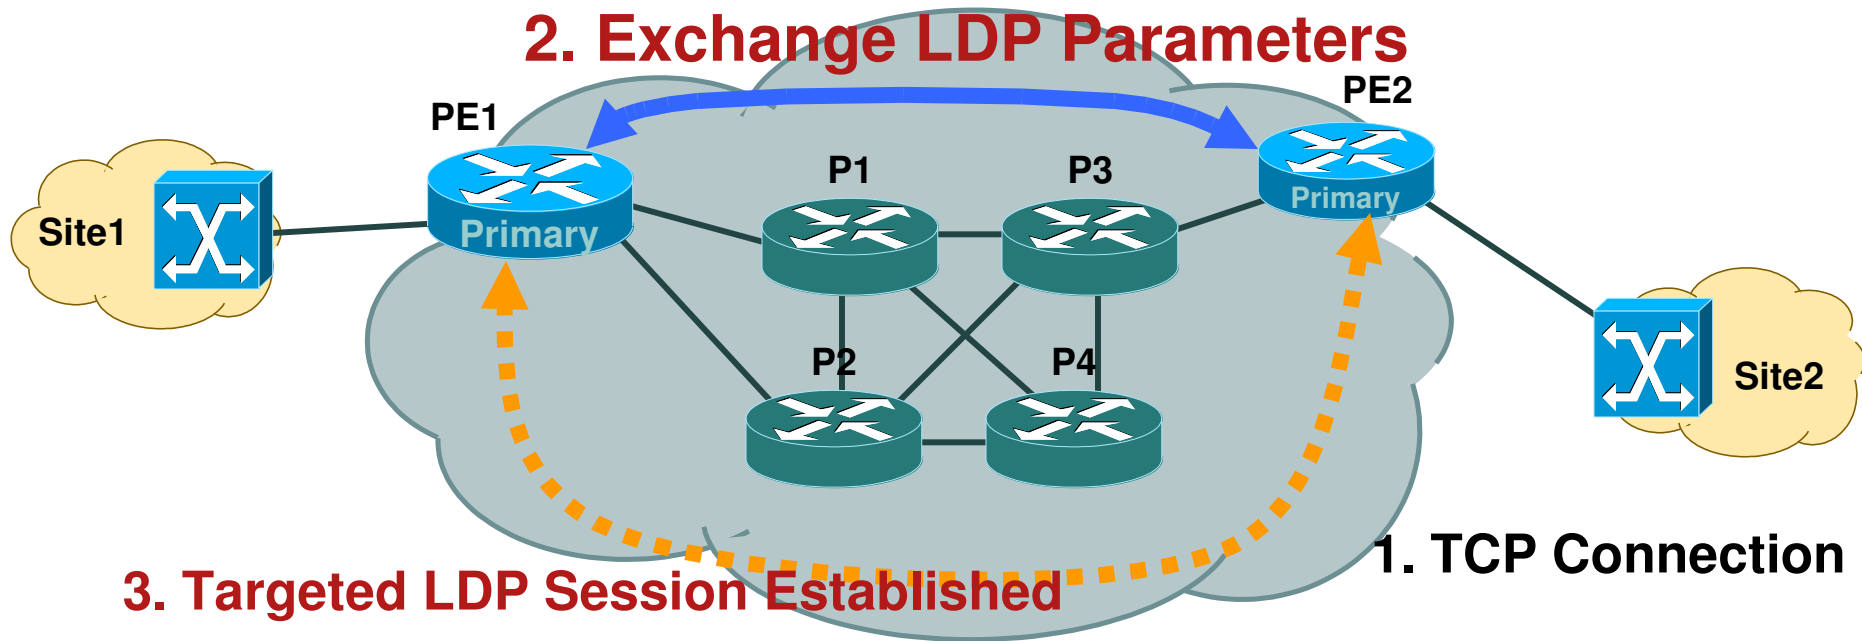 2. Exchange LDP Parameters
PE1
PE2
P1
P3
Primary
Primary
Site1
P2
P4
Site2
1. TCP Connection
3. Targeted LDP Session Established